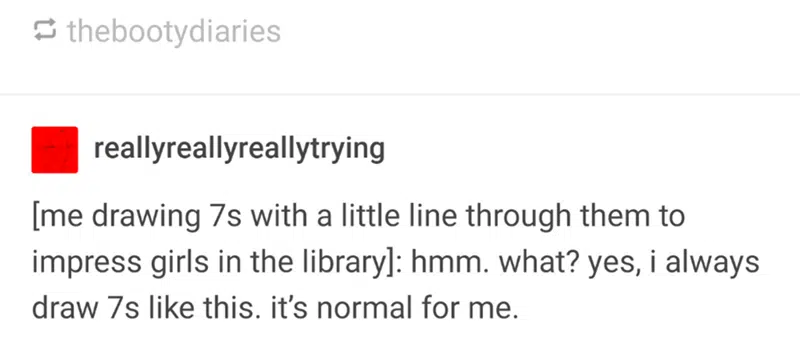 thebootydiaries
reallyreallyreallytrying
[me drawing 7s with a little line through them to
impress girls in the library]: hmm. what? yes, i always
draw 7s like this. it’s normal for me.